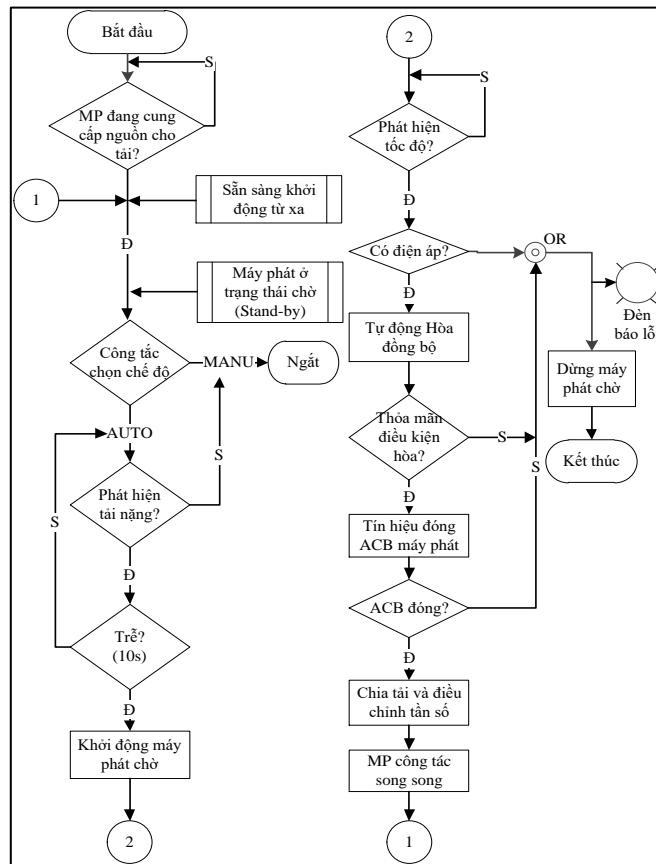 Bắt đầu
S
MP đang cung
cấp nguồn cho
tải?
1
Sẵn sàng khởi
động từ xa
Đ
Máy phát ở
trạng thái chờ
(Stand-by)
Công tắc
chọn chế độ
MANU
Ngắt
AUTO
S
Phát hiện
tải nặng?
S
Đ
Trễ?
(10s)
Đ
Khởi động máy
phát chờ
2
2
S
Phát hiện
tốc độ?
Đ
Có điện áp?
OR
Đèn
báo lỗi
Đ
Tự động Hòa
đồng bộ
Dừng máy
phát chờ
Thỏa mãn
điều kiện
hòa?
S
Kết thúc
S
Đ
Tín hiệu đóng
ACB máy phát
ACB đóng?
Đ
Chia tải và điều
chỉnh tần số
MP công tác
song song
1